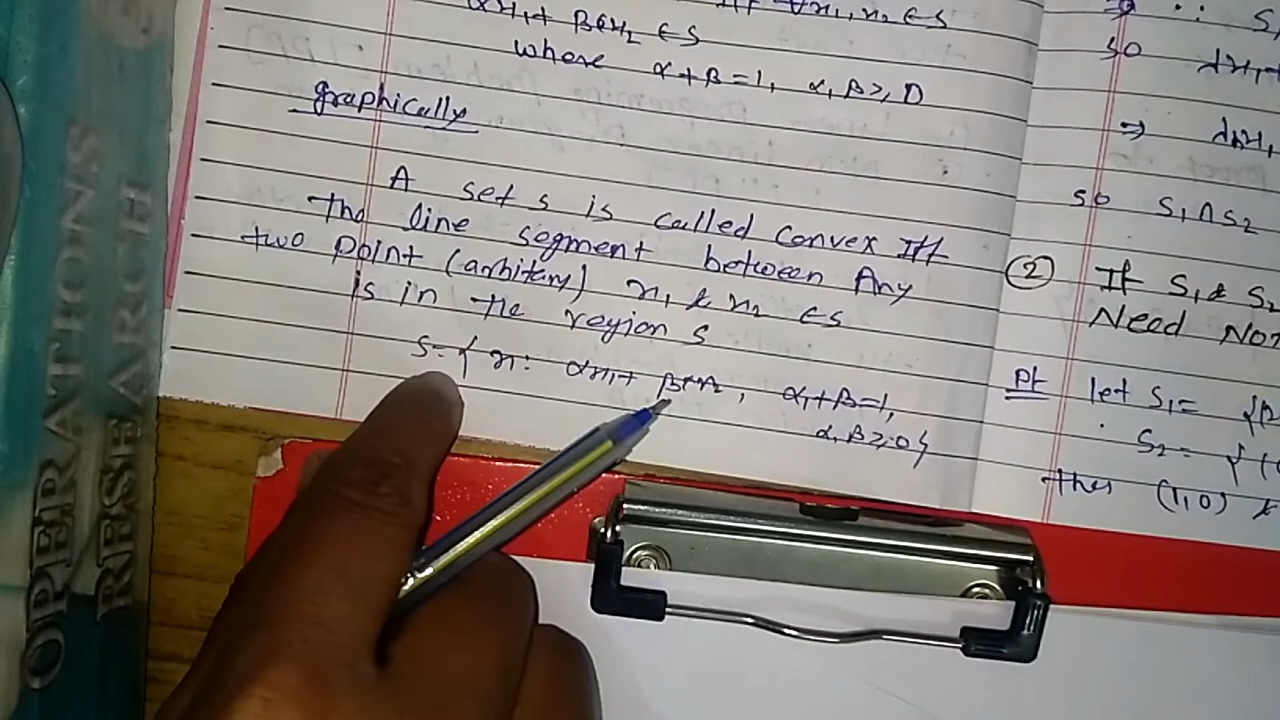 αx₁ + βx₂ ∈ S
where α+β=1, α, β ≥ 0
graphically
A set s is called convex Iff
The line segment between Any
two point (arbitary) x₁ & x₂ ∈ S
is in the region S
S = { x: αx₁ + βx₂, α+β=1,
α, β ≥ 0}
∴ S₁
so
⇒
so S₁∩S₂
② If S₁ & S₂
Need Not
Pf let S₁ = {
S₂ = {(
then (1,0) &
OPERATIONS
RESEARCH